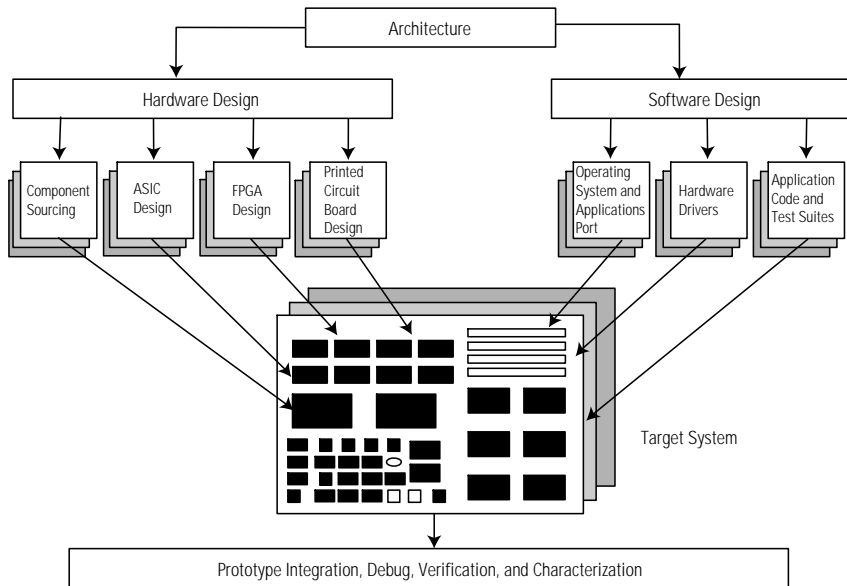 Architecture
Hardware Design
Software Design
Component
Sourcing
ASIC
Design
FPGA
Design
Printed
Circuit
Board
Design
Operating
System and
Applications
Port
Hardware
Drivers
Application
Code and
Test Suites
Target System
Prototype Integration, Debug, Verification, and Characterization